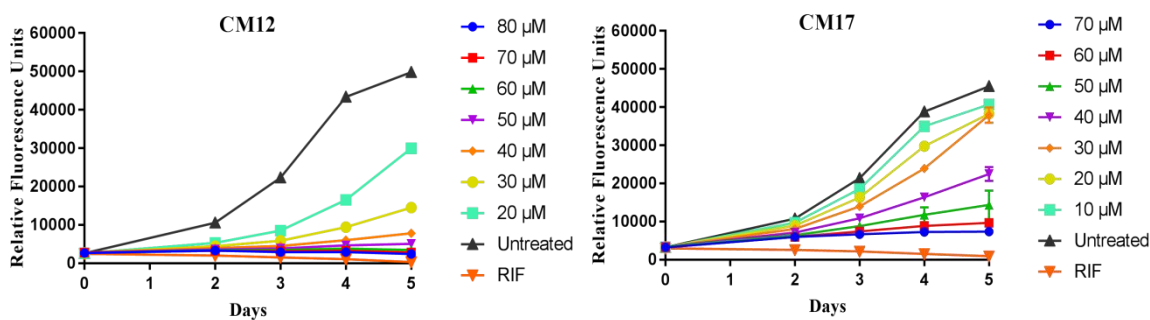 CM12
Relative Fluorescence Units
60000
50000
40000
30000
20000
10000
0
0 1 2 3 4 5
Days
80 µM
70 µM
60 µM
50 µM
40 µM
30 µM
20 µM
Untreated
RIF
CM17
Relative Fluorescence Units
60000
50000
40000
30000
20000
10000
0
0 1 2 3 4 5
Days
70 µM
60 µM
50 µM
40 µM
30 µM
20 µM
10 µM
Untreated
RIF